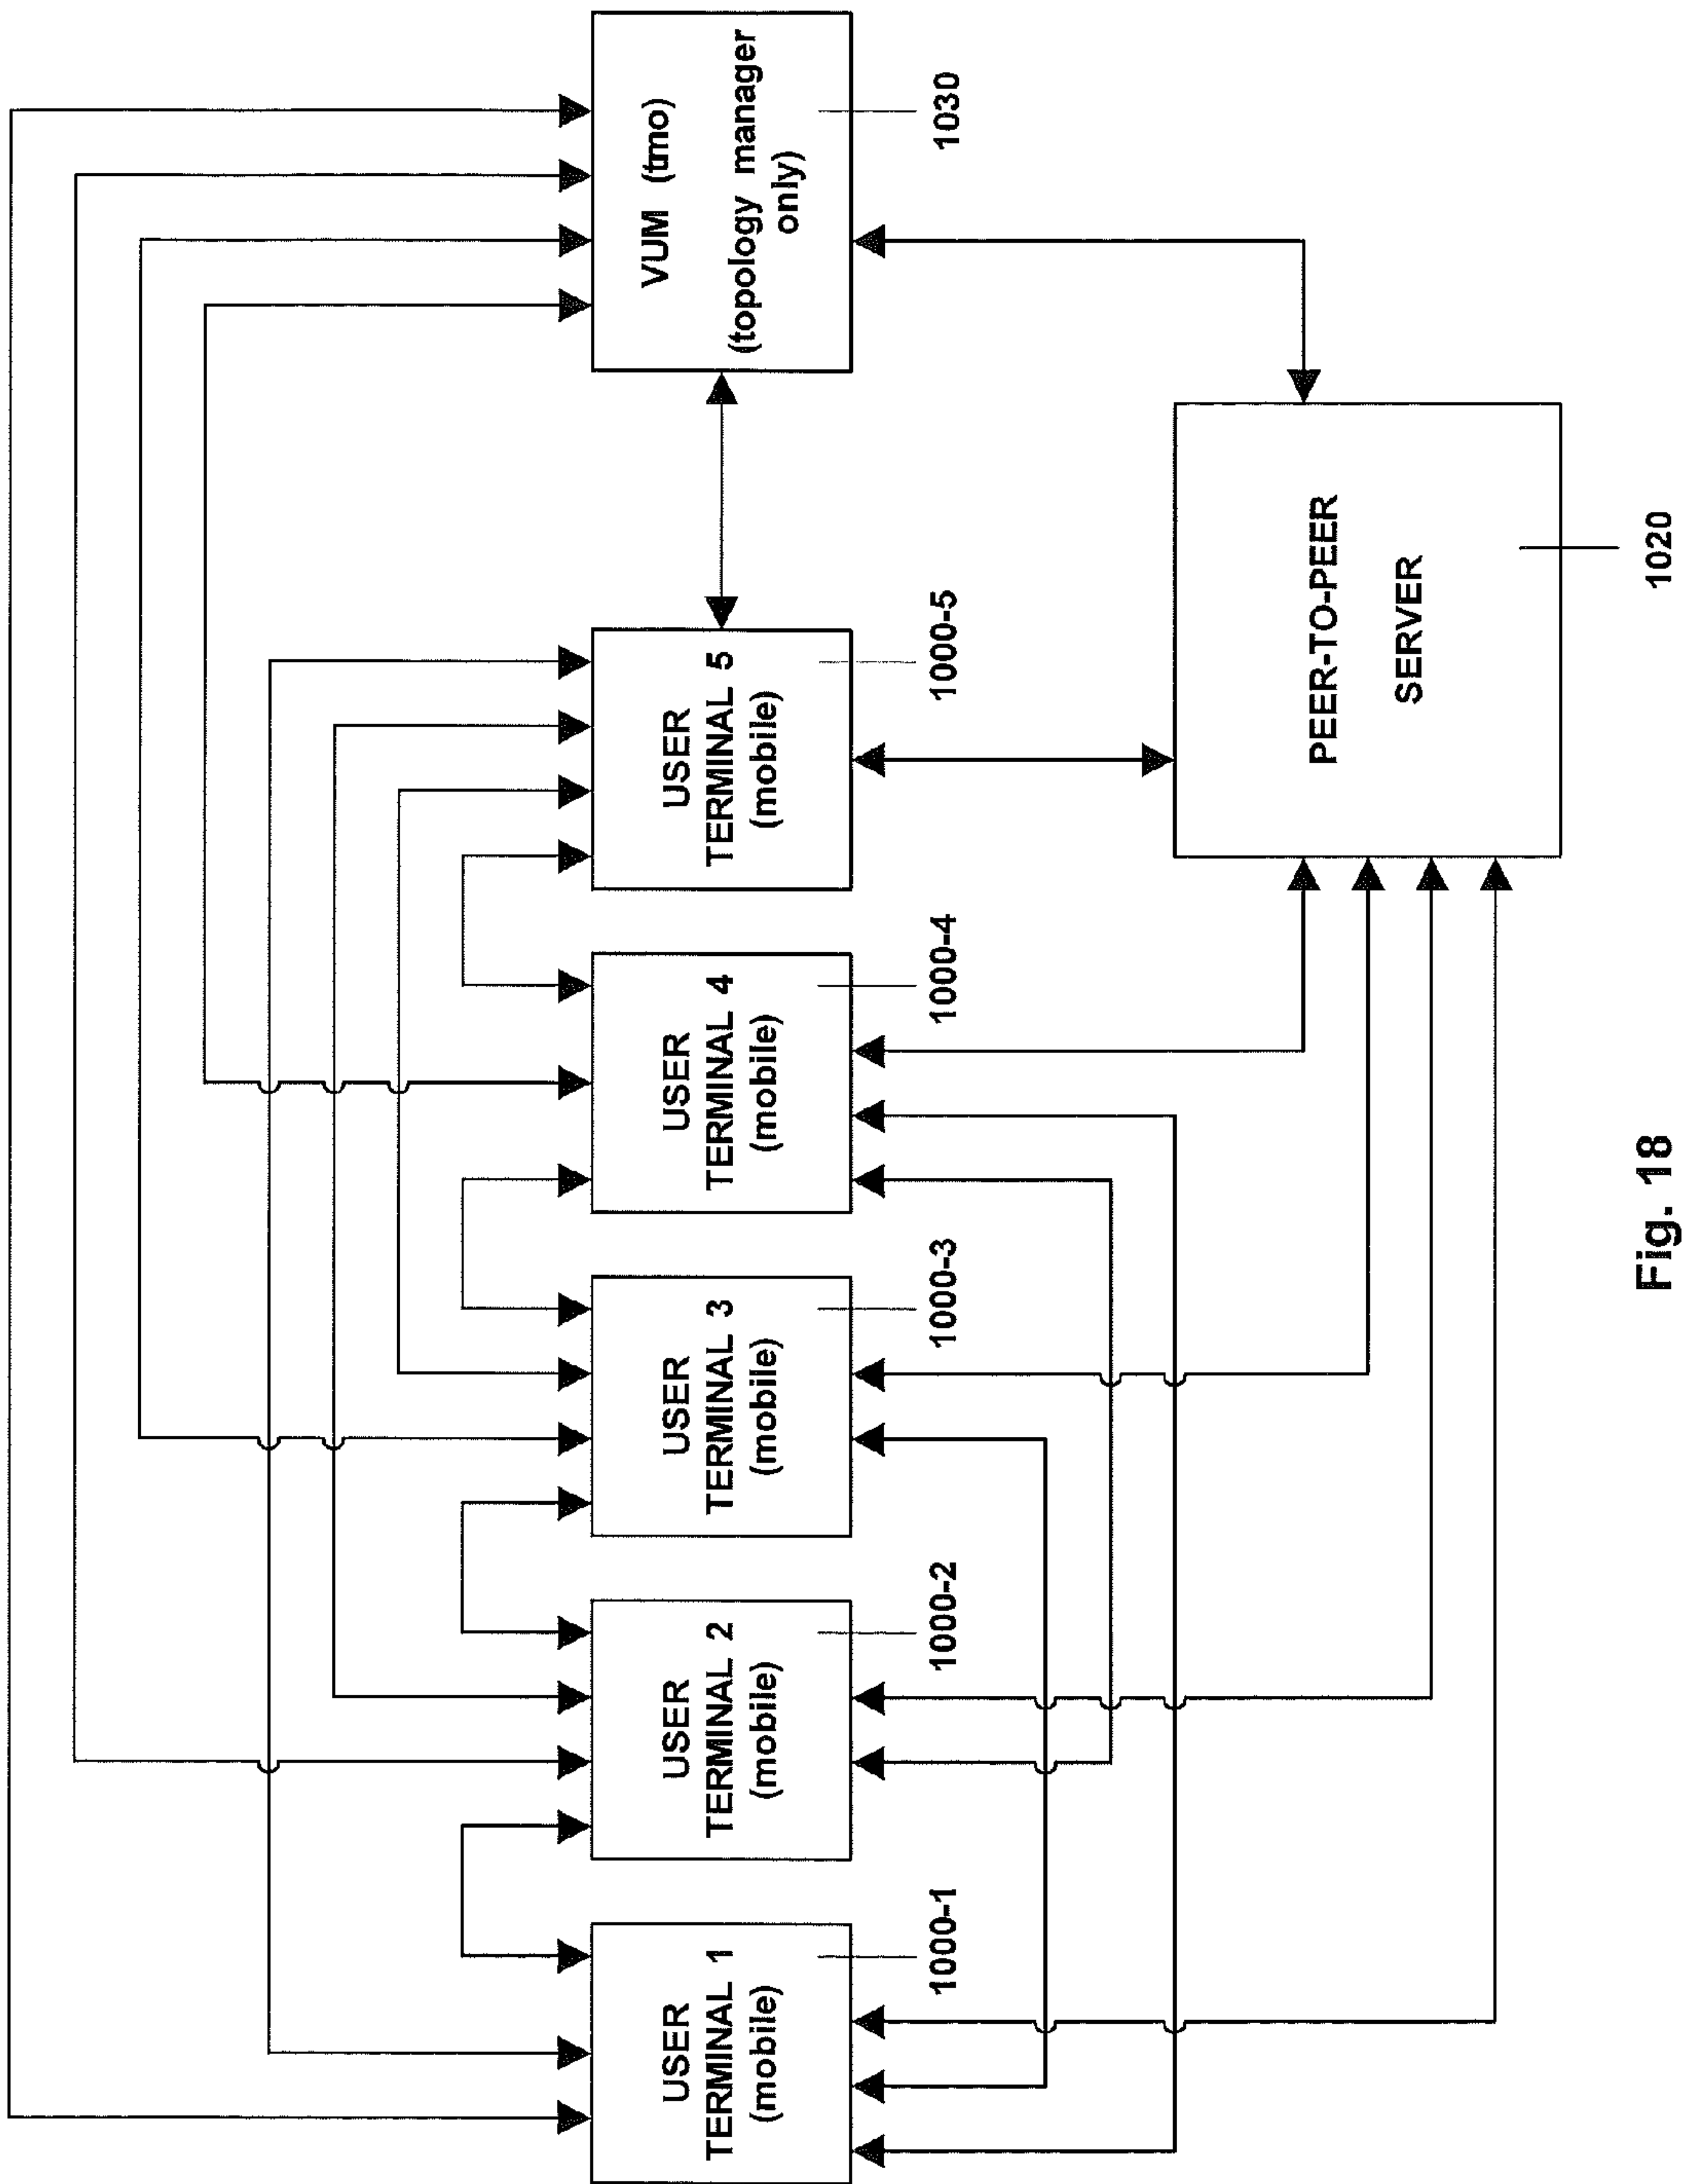 USER
TERMINAL 1
(mobile)
1000-1
USER
TERMINAL 2
(mobile)
1000-2
USER
TERMINAL 3
(mobile)
1000-3
USER
TERMINAL 4
(mobile)
1000-4
USER
TERMINAL 5
(mobile)
1000-5
VUM (tmo)
(topology manager
only)
1030
PEER-TO-PEER
SERVER
1020
Fig. 18